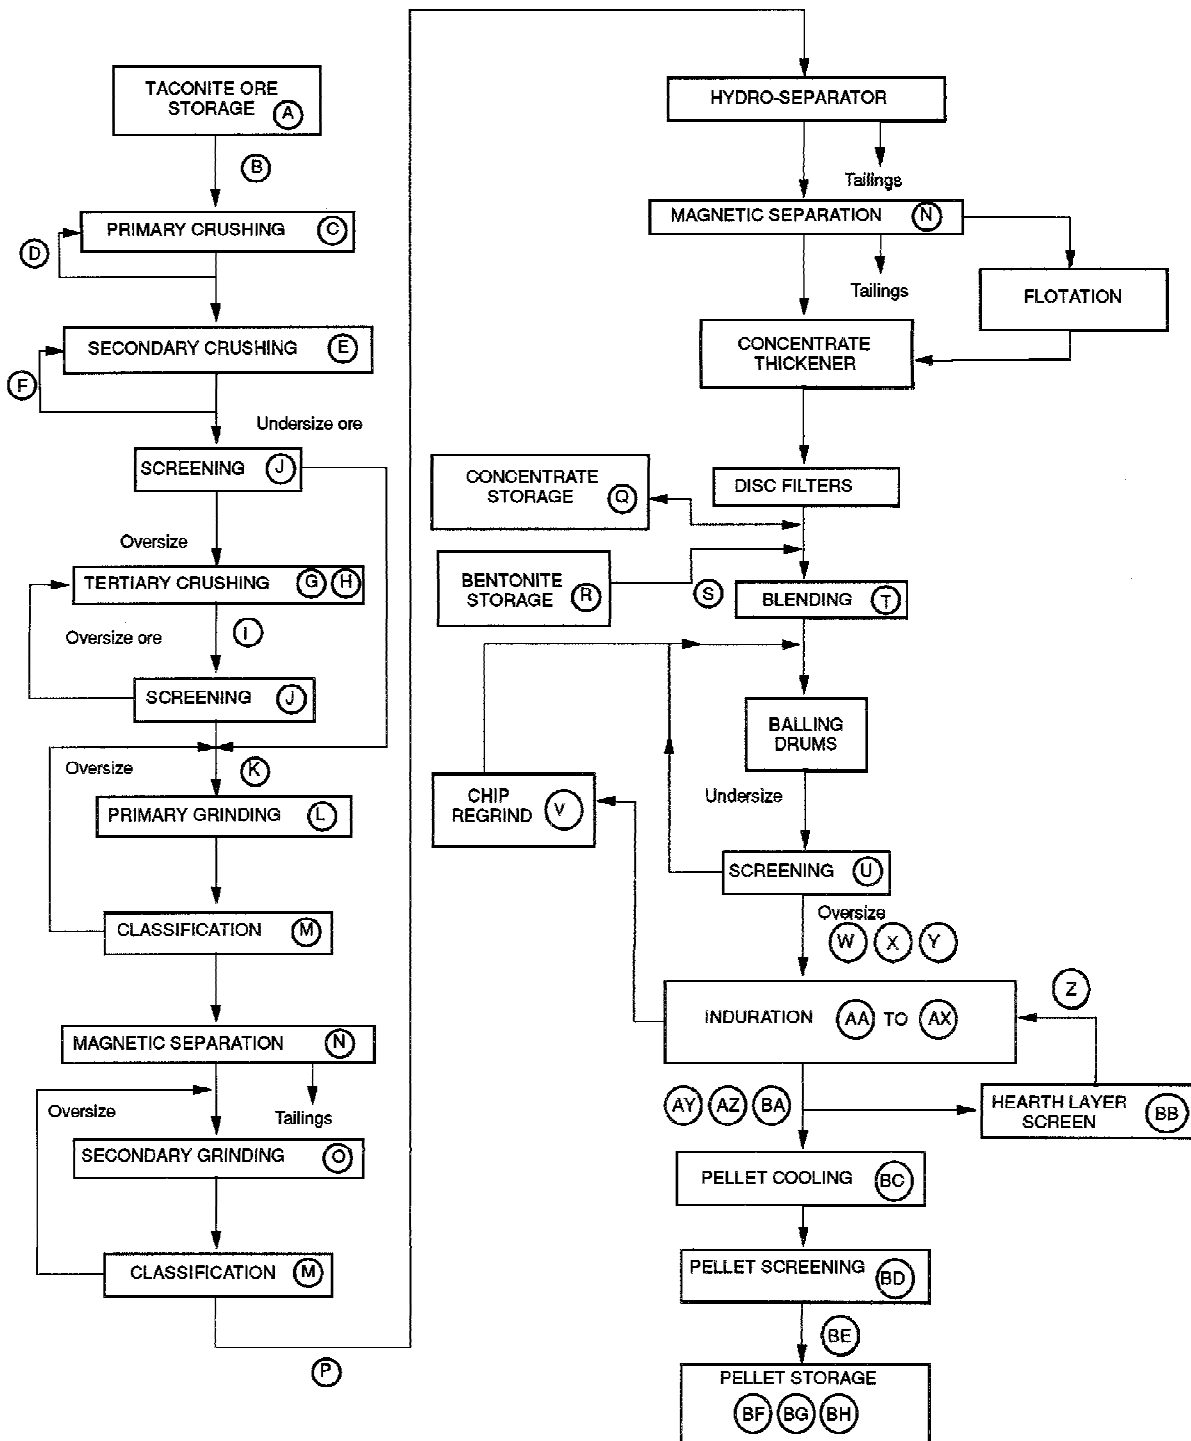 TACONITE ORE
STORAGE A
B
PRIMARY CRUSHING C
D
SECONDARY CRUSHING E
F
Undersize ore
SCREENING J
Oversize
TERTIARY CRUSHING G H
I
Oversize ore
SCREENING J
Oversize
K
PRIMARY GRINDING L
CLASSIFICATION M
MAGNETIC SEPARATION N
Oversize
Tailings
SECONDARY GRINDING O
CLASSIFICATION M
P
HYDRO-SEPARATOR
Tailings
MAGNETIC SEPARATION N
Tailings
FLOTATION
CONCENTRATE
THICKENER
DISC FILTERS
CONCENTRATE
STORAGE Q
BENTONITE
STORAGE R
S
BLENDING T
BALLING
DRUMS
Undersize
CHIP
REGRIND V
SCREENING U
Oversize
W X Y
INDURATION AA TO AX
Z
AY AZ BA
HEARTH LAYER
SCREEN BB
PELLET COOLING BC
PELLET SCREENING BD
BE
PELLET STORAGE
BF BG BH